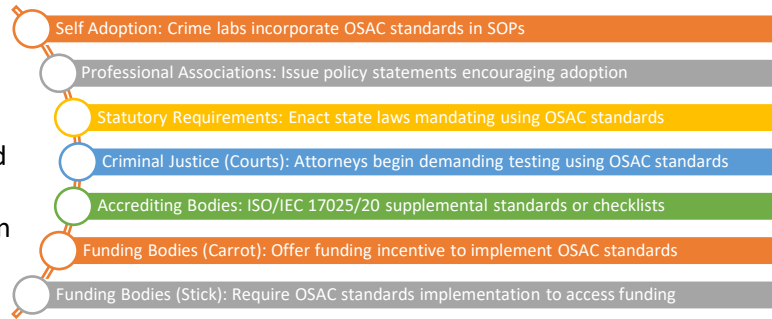 Self Adoption: Crime labs incorporate OSAC standards in SOPs
Professional Associations: Issue policy statements encouraging adoption
Statutory Requirements: Enact state laws mandating using OSAC standards
Criminal Justice (Courts): Attorneys begin demanding testing using OSAC standards
Accrediting Bodies: ISO/IEC 17025/20 supplemental standards or checklists
Funding Bodies (Carrot): Offer funding incentive to implement OSAC standards
Funding Bodies (Stick): Require OSAC standards implementation to access funding